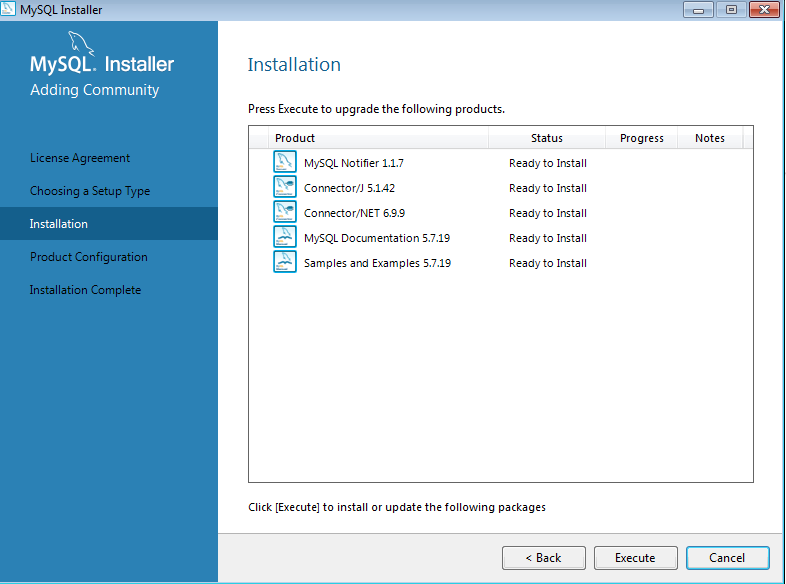 MySQL Installer
MySQL. Installer
Adding Community
License Agreement
Choosing a Setup Type
Installation
Product Configuration
Installation Complete
Installation
Press Execute to upgrade the following products.
Product Status Progress Notes
MySQL Notifier 1.1.7 Ready to Install
Connector/J 5.1.42 Ready to Install
Connector/NET 6.9.9 Ready to Install
MySQL Documentation 5.7.19 Ready to Install
Samples and Examples 5.7.19 Ready to Install
Click [Execute] to install or update the following packages
< Back Execute Cancel